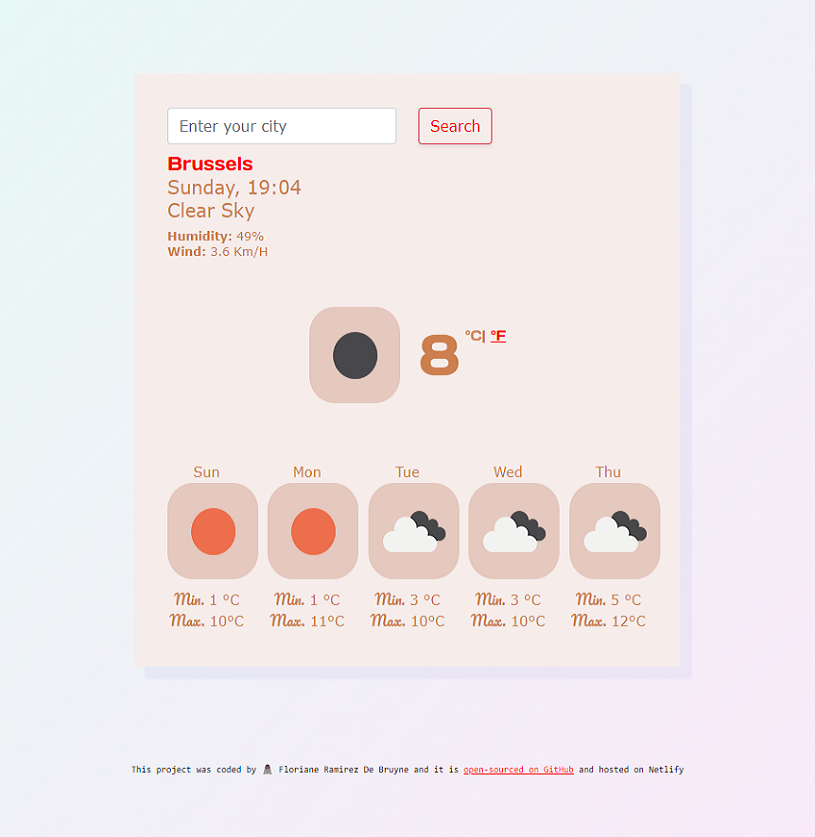 Enter your city Search
Brussels
Sunday, 19:04
Clear Sky
Humidity: 49%
Wind: 3.6 Km/H
8 °C| °F
Sun Mon Tue Wed Thu
Min. 1 °C Min. 1 °C Min. 3 °C Min. 3 °C Min. 5 °C
Max. 10°C Max. 11°C Max. 10°C Max. 10°C Max. 12°C
This project was coded by Floriane Ramirez De Bruyne and it is open-sourced on GitHub and hosted on Netlify